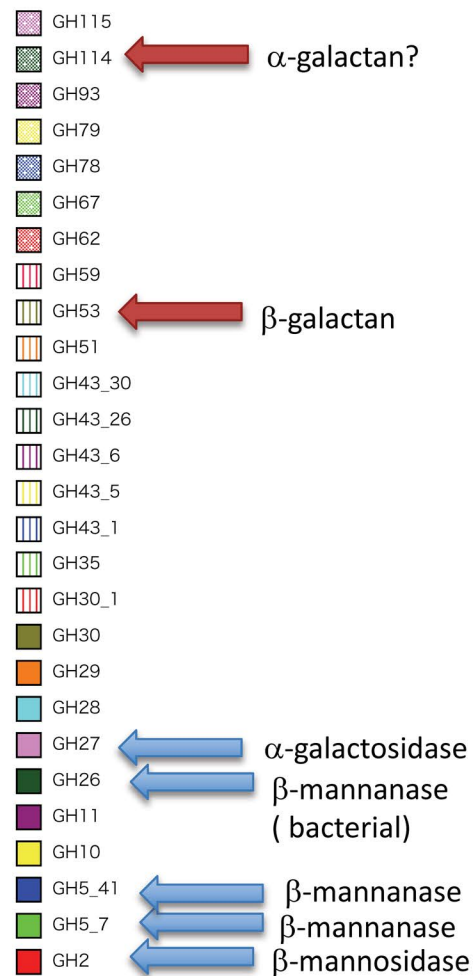 GH115
GH114
α-galactan?
GH93
GH79
GH78
GH67
GH62
GH59
GH53
β-galactan
GH51
GH43_30
GH43_26
GH43_6
GH43_5
GH43_1
GH35
GH30_1
GH30
GH29
GH28
GH27
α-galactosidase
GH26
β-mannanase
( bacterial)
GH11
GH10
GH5_41
β-mannanase
GH5_7
β-mannanase
GH2
β-mannosidase